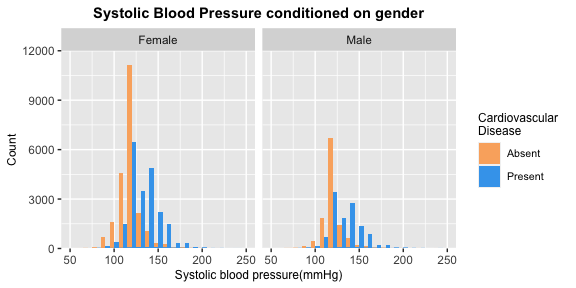 Systolic Blood Pressure conditioned on gender
Female
Male
12000
9000
6000
3000
0
Count
50 100 150 200 250
50 100 150 200 250
Systolic blood pressure(mmHg)
Cardiovascular
Disease
Absent
Present